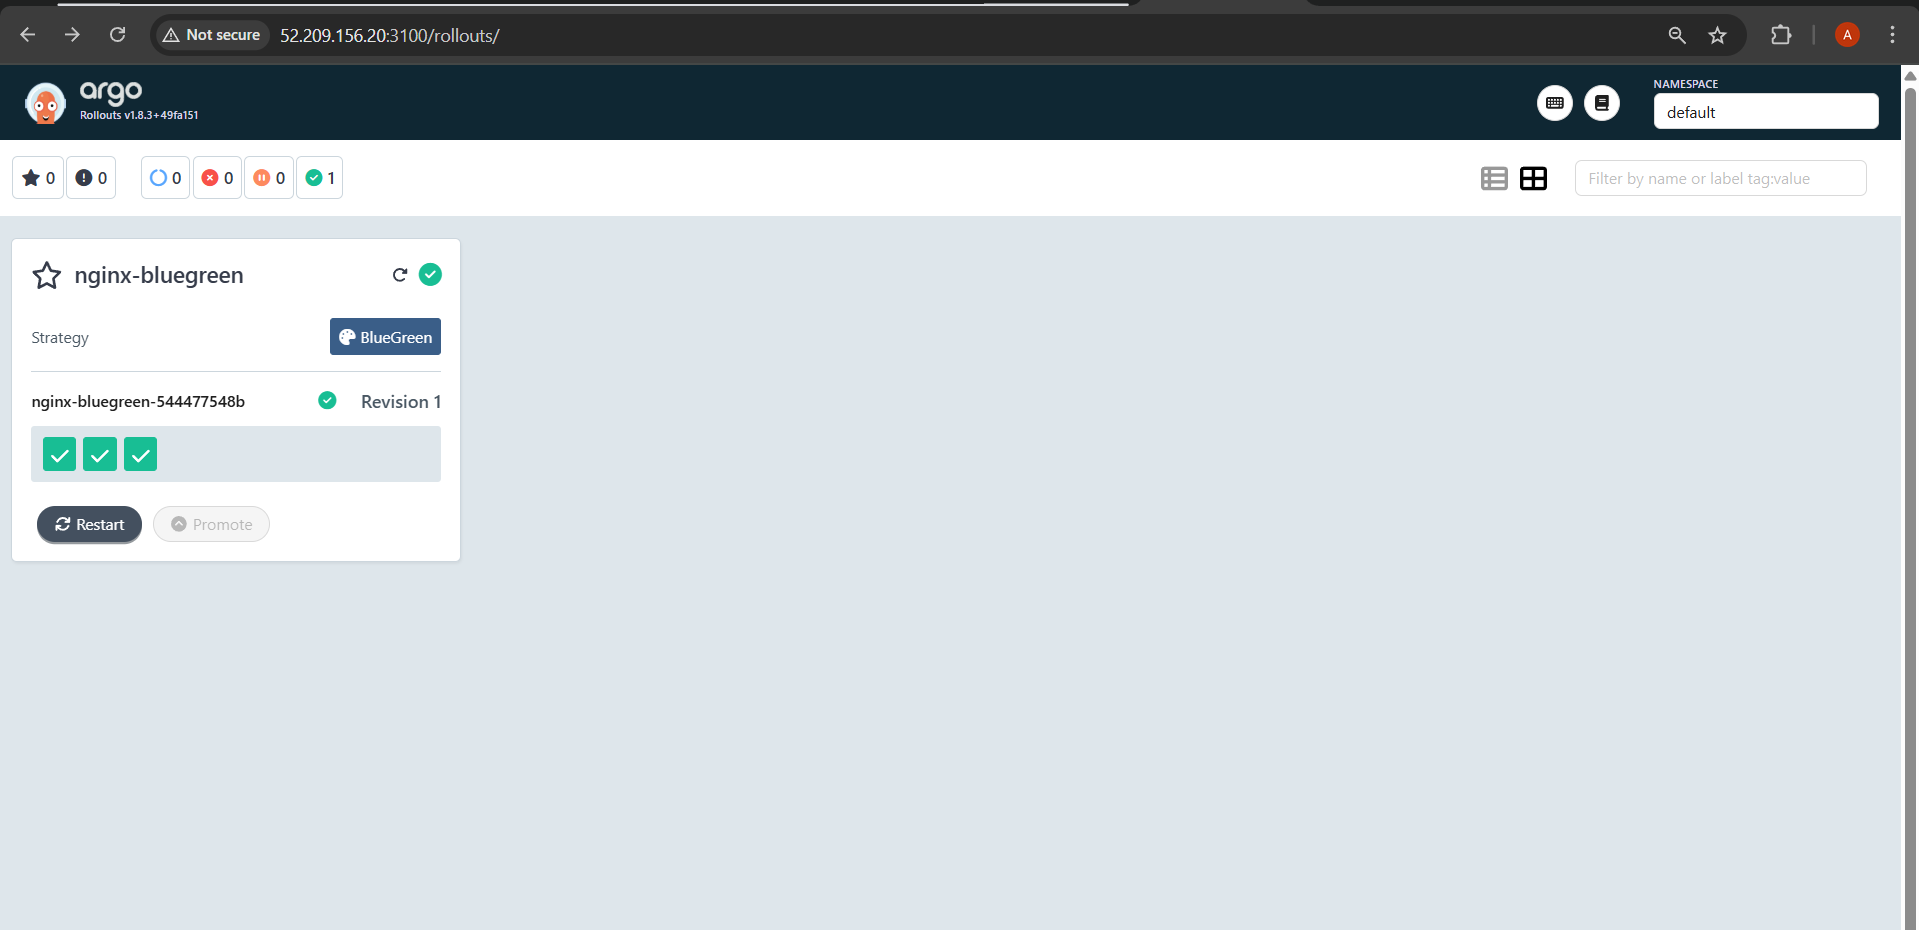 Not secure
52.209.156.20:3100/rollouts/
A
argo
Rollouts v1.8.3+49fa151
NAMESPACE
default
0
0
0
0
0
1
Filter by name or label tag:value
nginx-bluegreen
Strategy
BlueGreen
nginx-bluegreen-544477548b
Revision 1
Restart
Promote